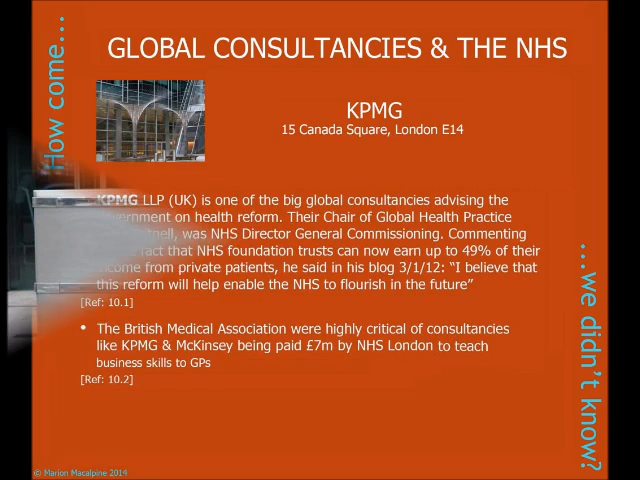 How come...
GLOBAL CONSULTANCIES & THE NHS
KPMG
15 Canada Square, London E14
KPMG LLP (UK) is one of the big global consultancies advising the
on health reform. Their Chair of Global Health Practice
was NHS Director General Commissioning. Commenting
that NHS foundation trusts can now earn up to 49% of their
income from private patients, he said in his blog 3/1/12: “I believe that
this reform will help enable the NHS to flourish in the future”
[Ref: 10.1]
• The British Medical Association were highly critical of consultancies
like KPMG & McKinsey being paid £7m by NHS London to teach
business skills to GPs
[Ref: 10.2]
...we didn't know?
© Marion Macalpine 2014